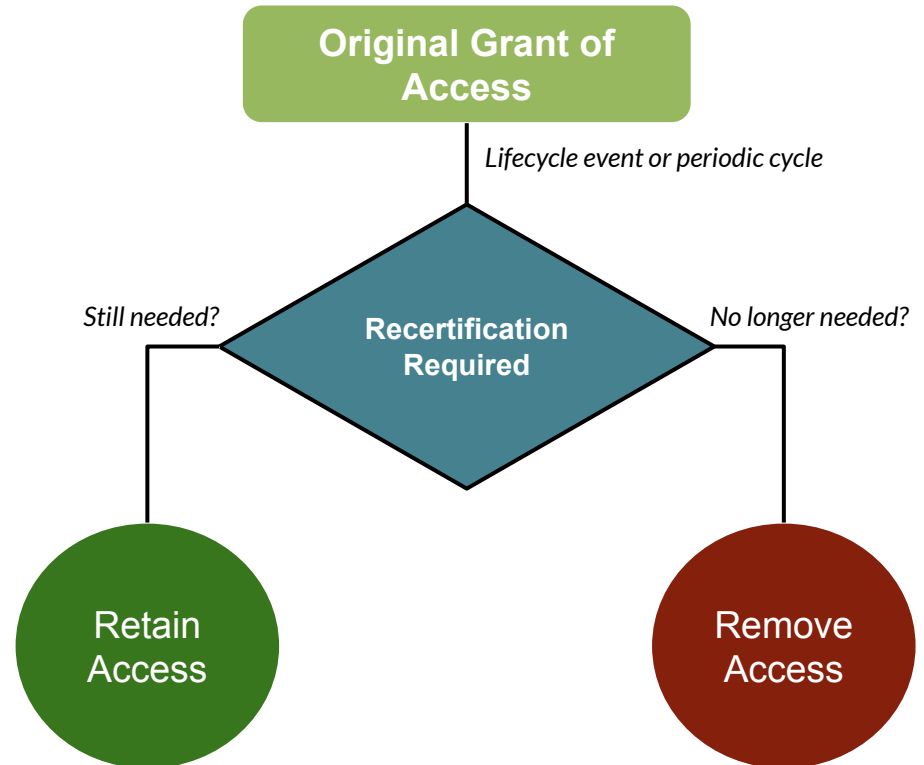 Original Grant of
Access
Lifecycle event or periodic cycle
Still needed?
No longer needed?
Recertification
Required
Retain
Access
Remove
Access